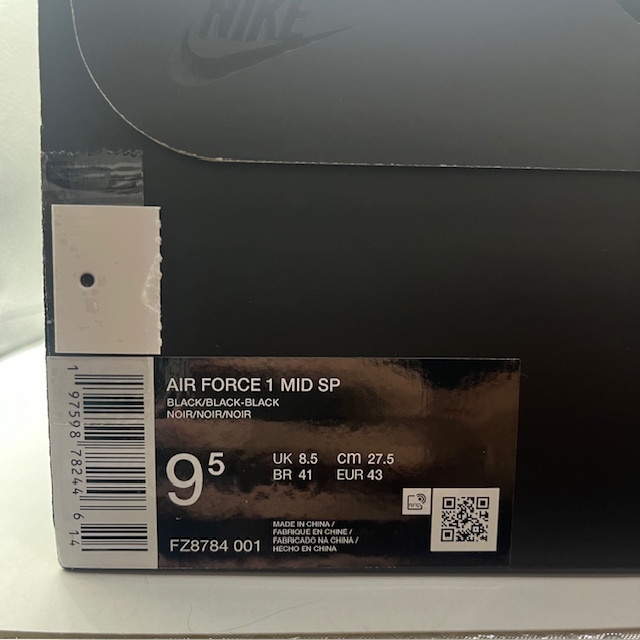 NIKE
AIR FORCE 1 MID SP
BLACK/BLACK-BLACK
NOIR/NOIR/NOIR
9⁵
UK 8.5 cm 27.5
BR 41 EUR 43
MADE IN CHINA /
FABRIQUE EN CHINE /
FABRICADO NA CHINA /
HECHO EN CHINA
FZ8784 001
1 97598 78244 6 14